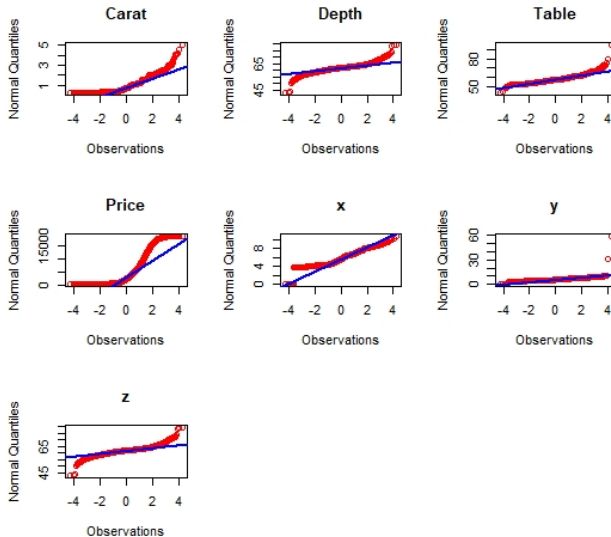 Carat
Depth
Table
Normal Quantiles
1 3 5
-4 -2 0 2 4
Observations
Normal Quantiles
45 65
-4 -2 0 2 4
Observations
Normal Quantiles
50 80
-4 -2 0 2 4
Observations
Price
x
y
Normal Quantiles
0 15000
-4 -2 0 2 4
Observations
Normal Quantiles
0 4 8
-4 -2 0 2 4
Observations
Normal Quantiles
0 30 60
-4 -2 0 2 4
Observations
z
Normal Quantiles
45 65
-4 -2 0 2 4
Observations